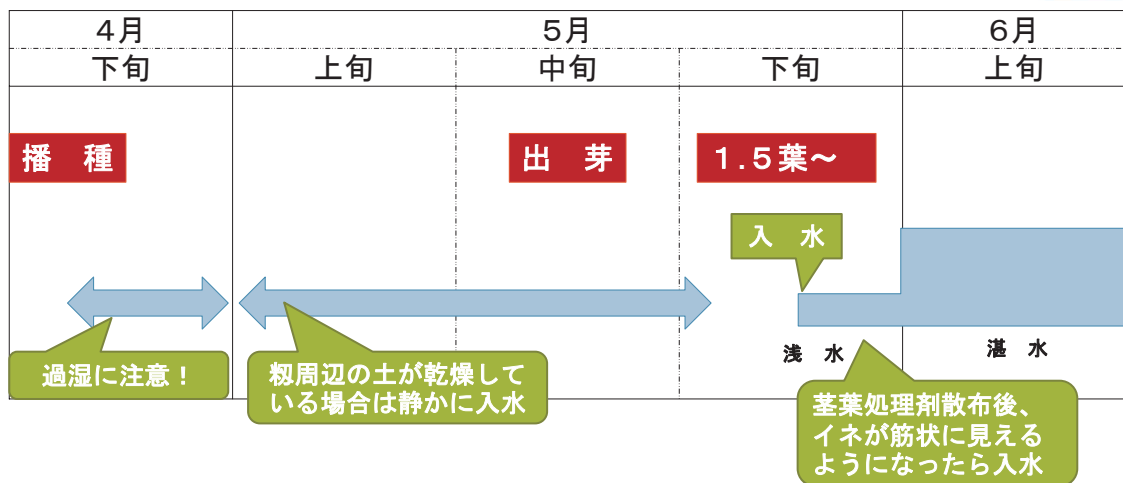 4月
5月
6月
下旬
上旬
中旬
下旬
上旬
播 種
出 芽
1.5葉～
入 水
浅 水
湛 水
過湿に注意！
籾周辺の土が乾燥して
いる場合は静かに入水
茎葉処理剤散布後、
イネが筋状に見える
ようになったら入水